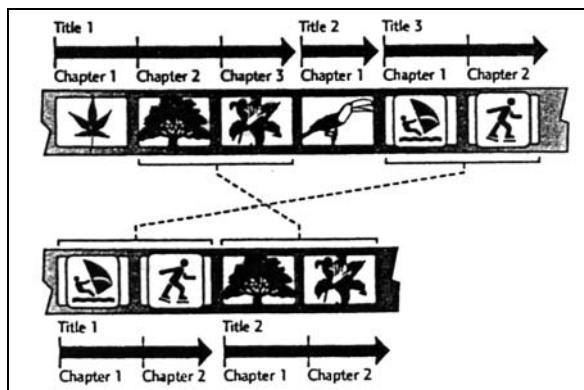 Title 1 Title 2 Title 3
Chapter 1 Chapter 2 Chapter 3 Chapter 1 Chapter 1 Chapter 2
Title 1 Title 2
Chapter 1 Chapter 2 Chapter 1 Chapter 2